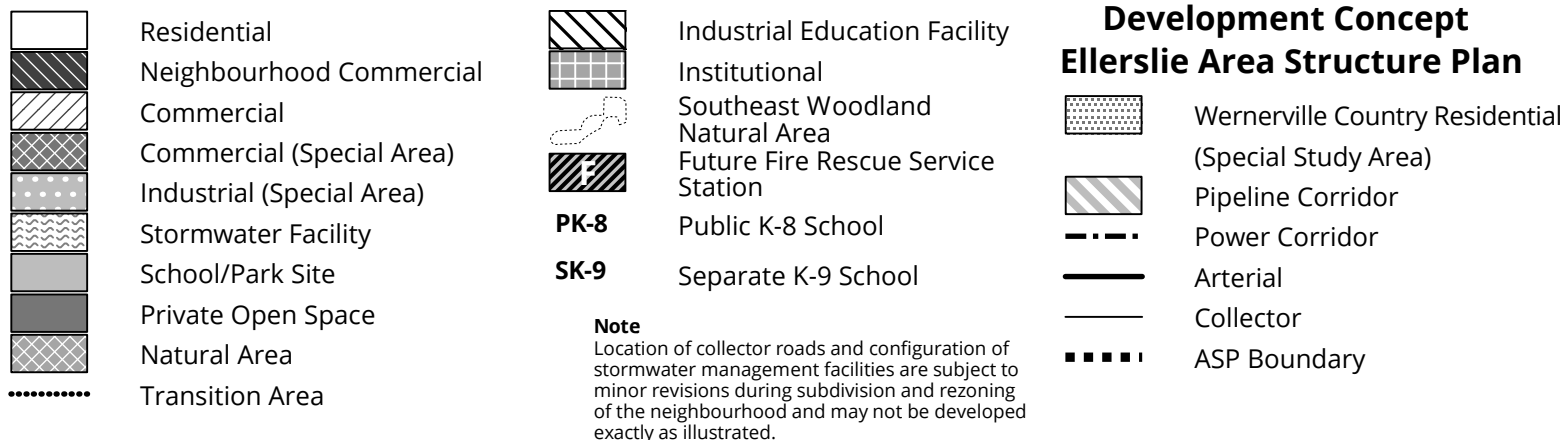 Residential
Neighbourhood Commercial
Commercial
Commercial (Special Area)
Industrial (Special Area)
Stormwater Facility
School/Park Site
Private Open Space
Natural Area
Transition Area
Industrial Education Facility
Institutional
Southeast Woodland
Natural Area
F
Future Fire Rescue Service
Station
PK-8 Public K-8 School
SK-9 Separate K-9 School
Note
Location of collector roads and configuration of
stormwater management facilities are subject to
minor revisions during subdivision and rezoning
of the neighbourhood and may not be developed
exactly as illustrated.
Development Concept
Ellerslie Area Structure Plan
Wernerville Country Residential
(Special Study Area)
Pipeline Corridor
Power Corridor
Arterial
Collector
ASP Boundary